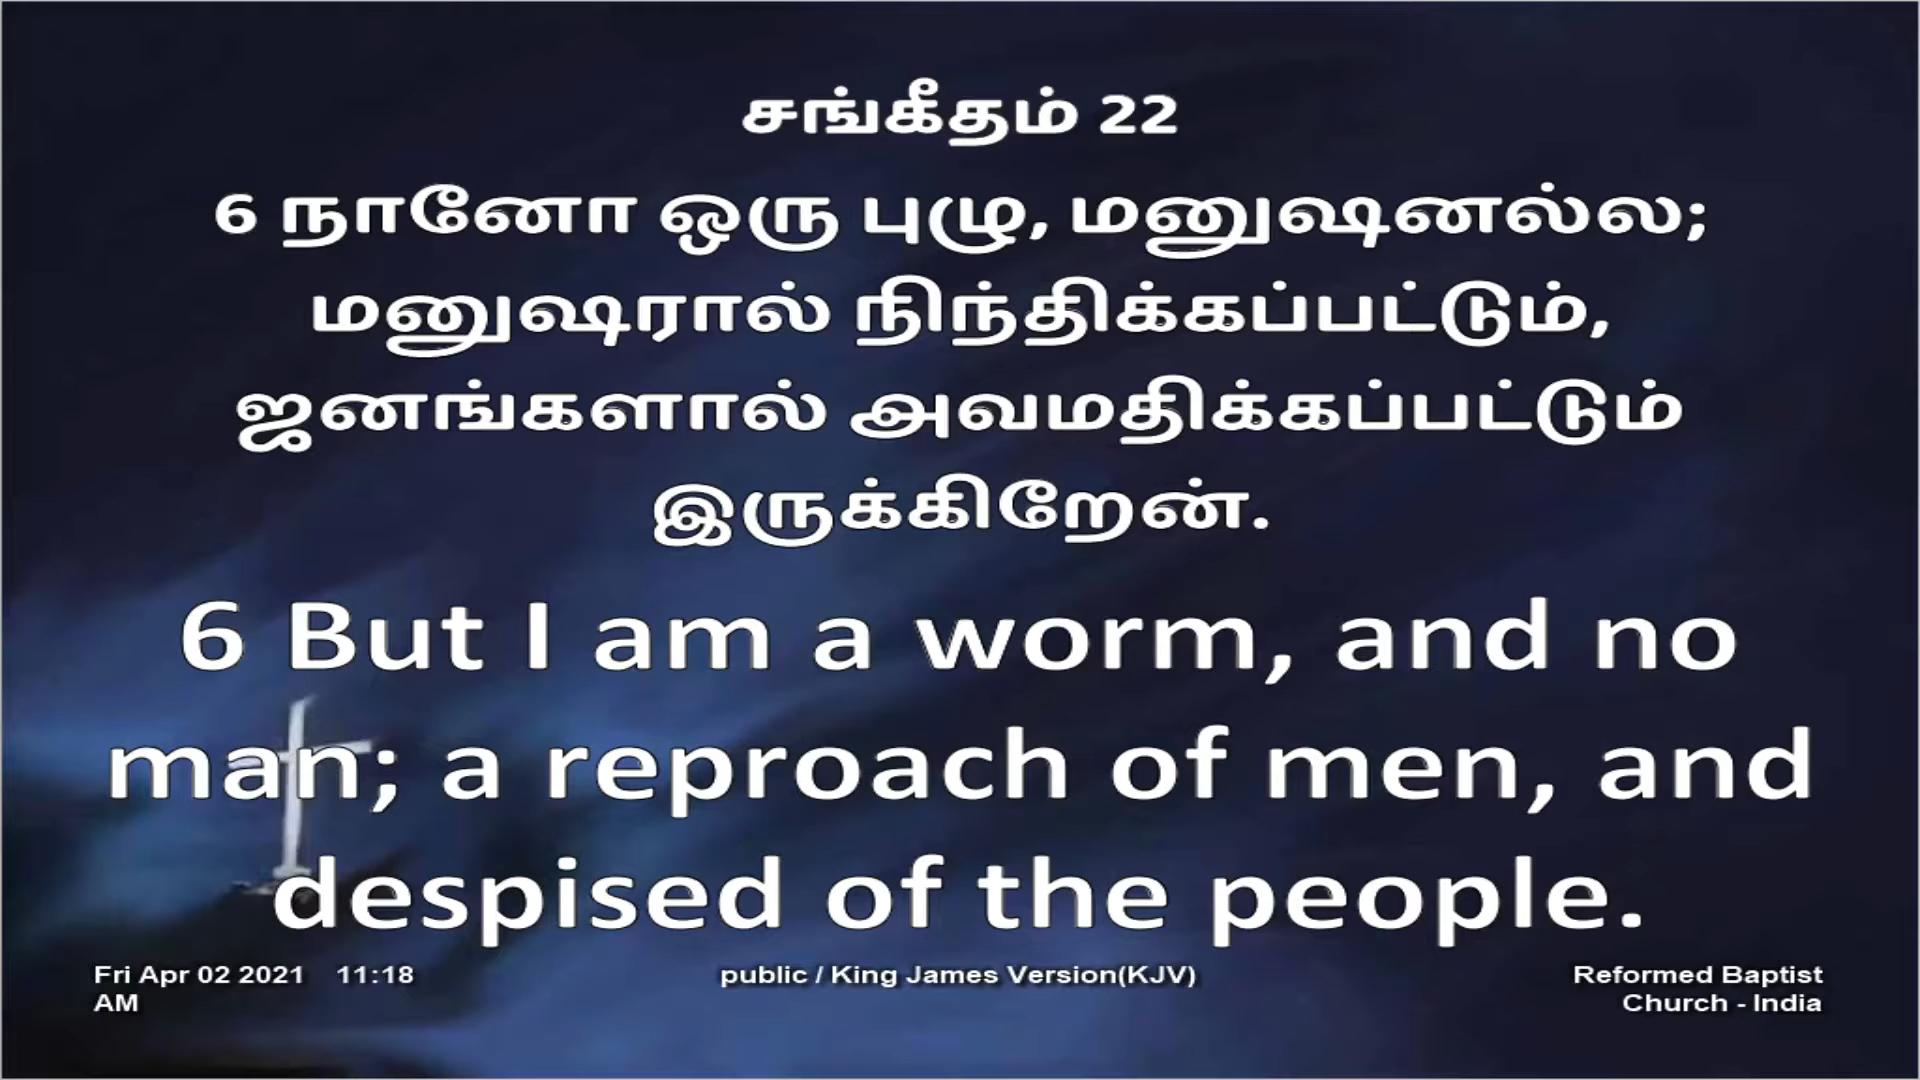 சங்கீதம் 22
6 நானோ ஒரு புழு, மனுஷனல்ல;
மனுஷரால் நிந்திக்கப்பட்டும்,
ஜனங்களால் அவமதிக்கப்பட்டும்
இருக்கிறேன்.
6 But I am a worm, and no
man; a reproach of men, and
despised of the people.
Fri Apr 02 2021 11:18
AM
public / King James Version(KJV)
Reformed Baptist
Church - India